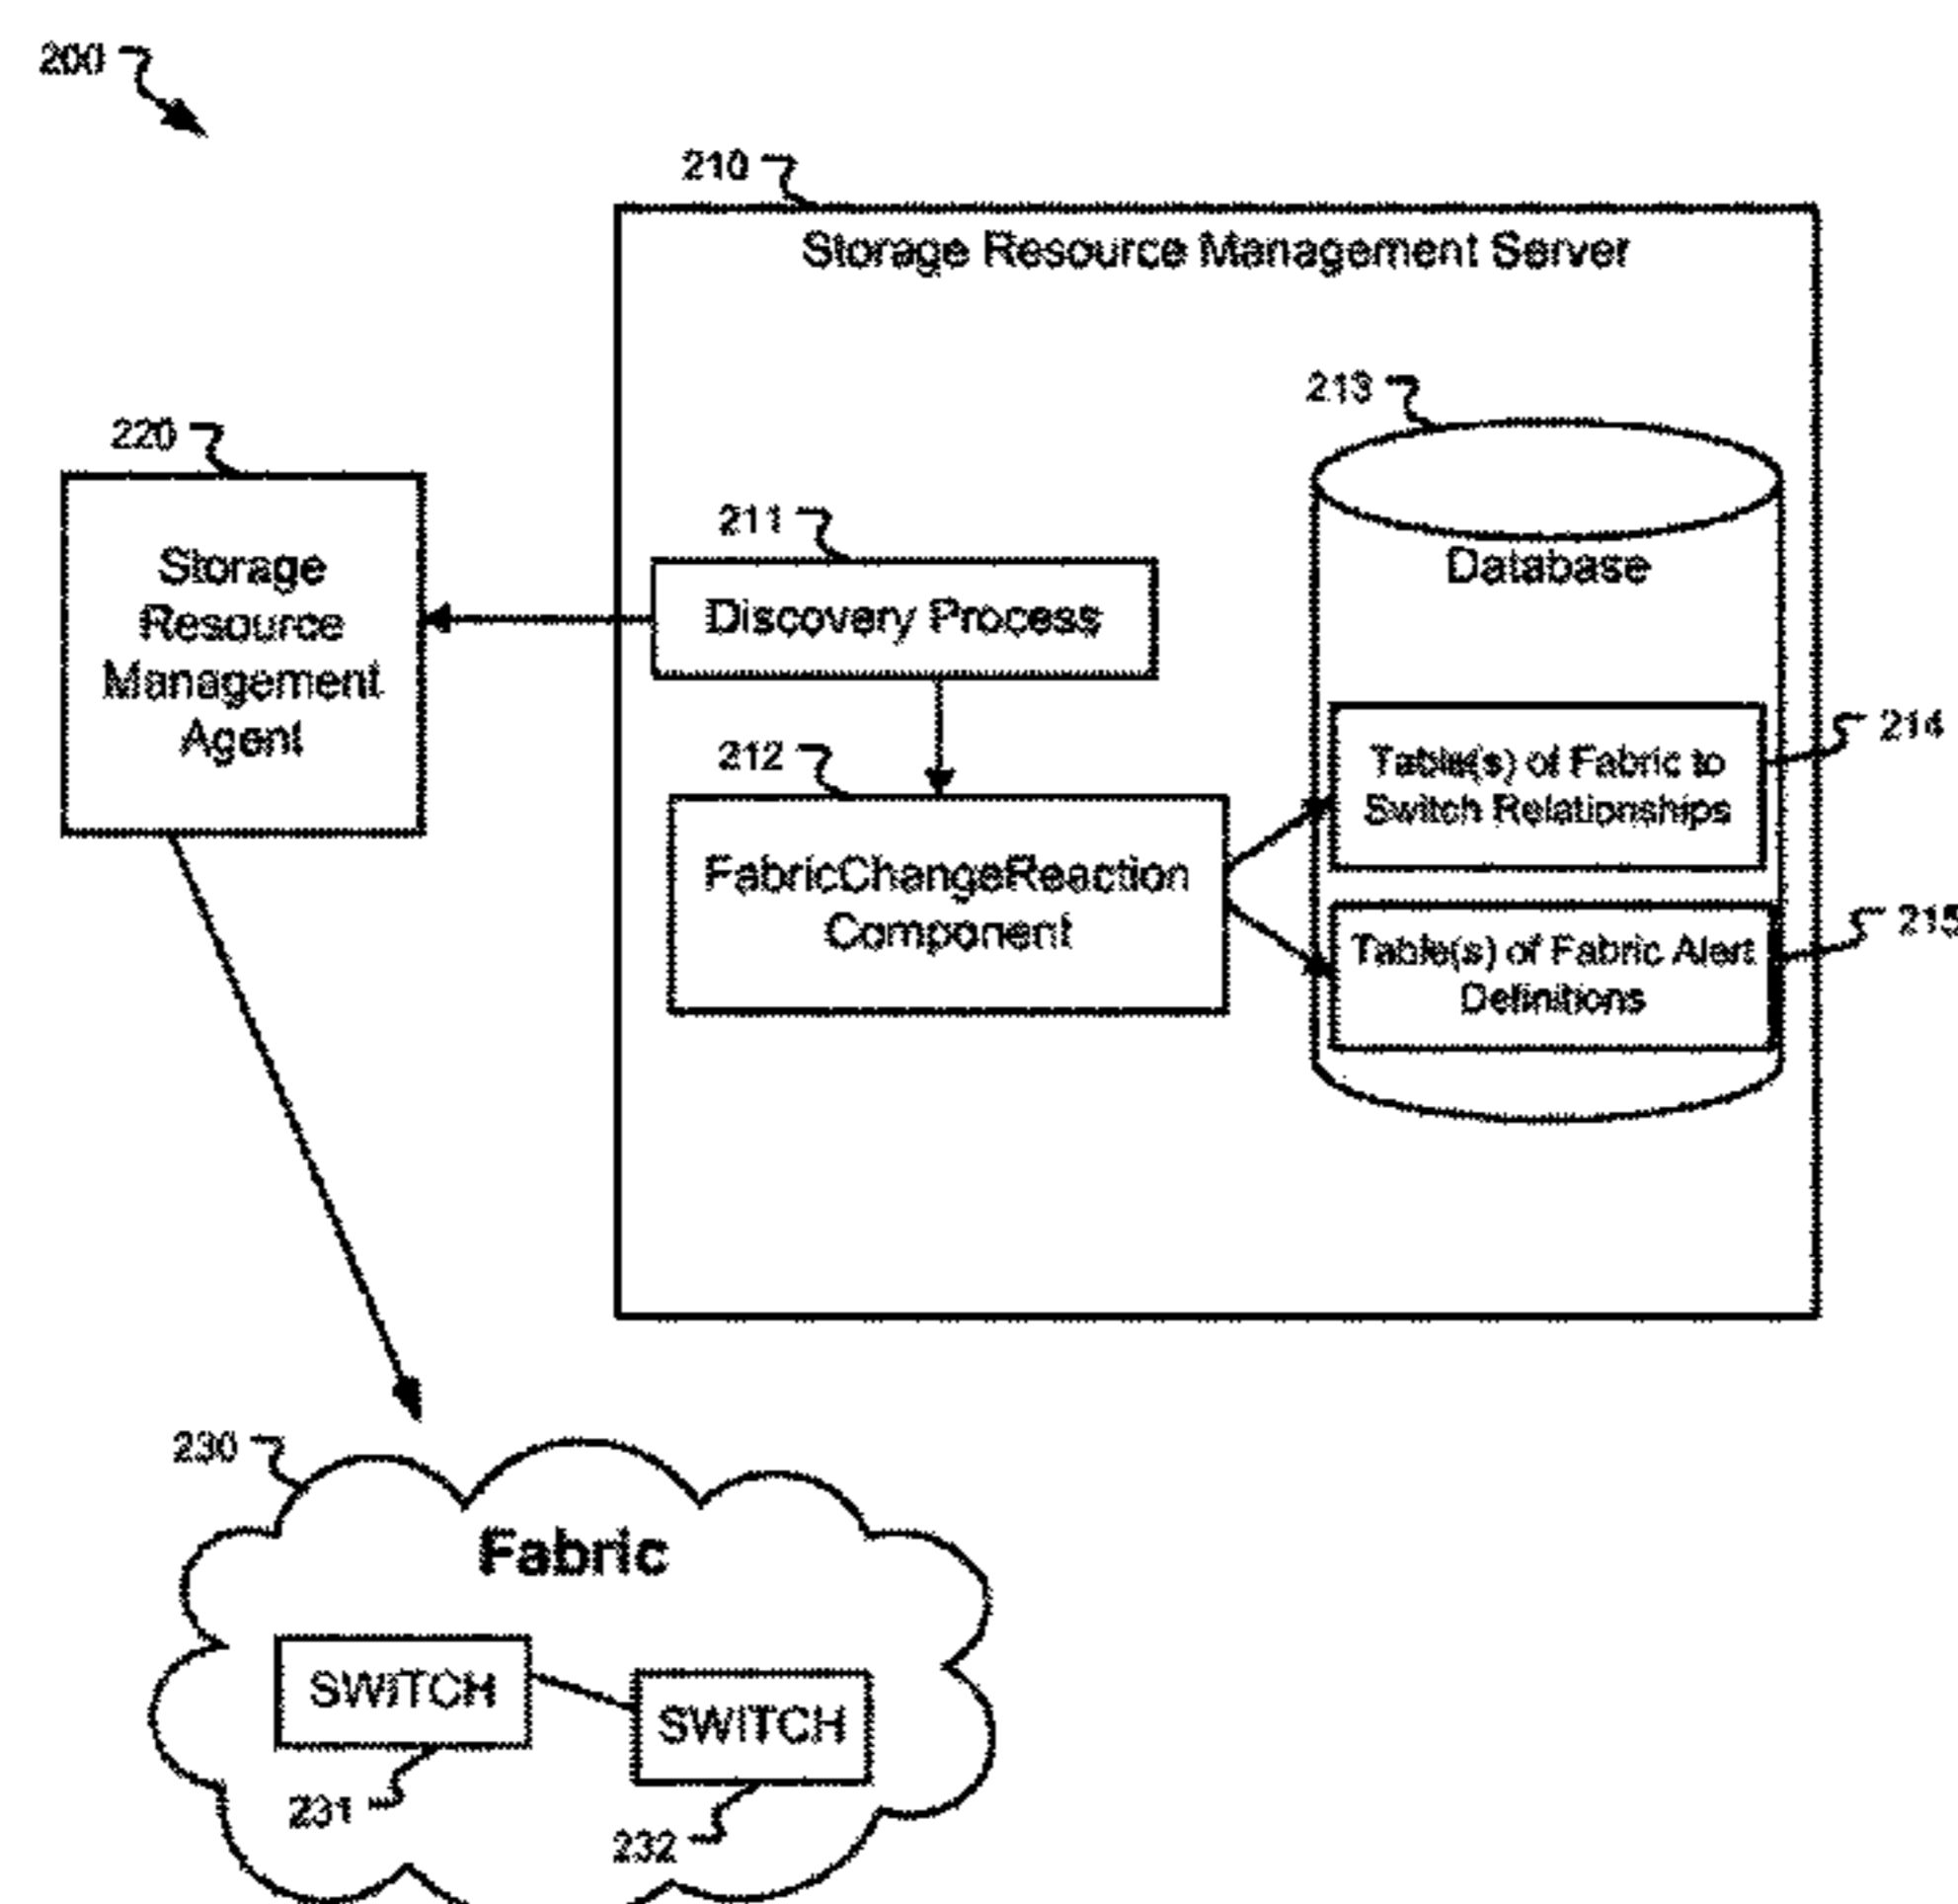 200
210
Storage Resource Management Server
213
220
211
Storage
Resource
Management
Agent
Discovery Process
Database
214
212
Table(s) of Fabric to
Switch Relationships
FabricChangeReaction
Component
215
Table(s) of Fabric Alert
Definitions
230
Fabric
SWITCH
SWITCH
231
232